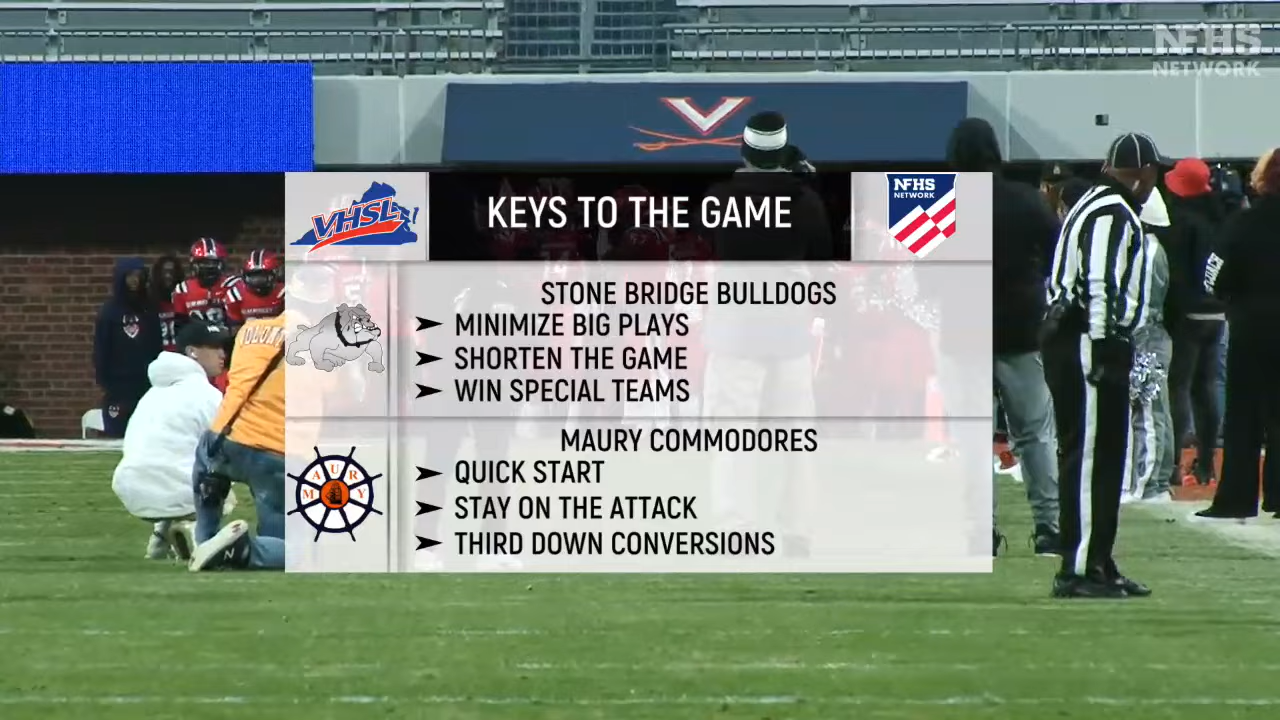 NFHS
NETWORK
VHSL
KEYS TO THE GAME
NFHS
NETWORK
STONE BRIDGE BULLDOGS
MINIMIZE BIG PLAYS
SHORTEN THE GAME
WIN SPECIAL TEAMS
MAURY COMMODORES
MAURY
QUICK START
STAY ON THE ATTACK
THIRD DOWN CONVERSIONS